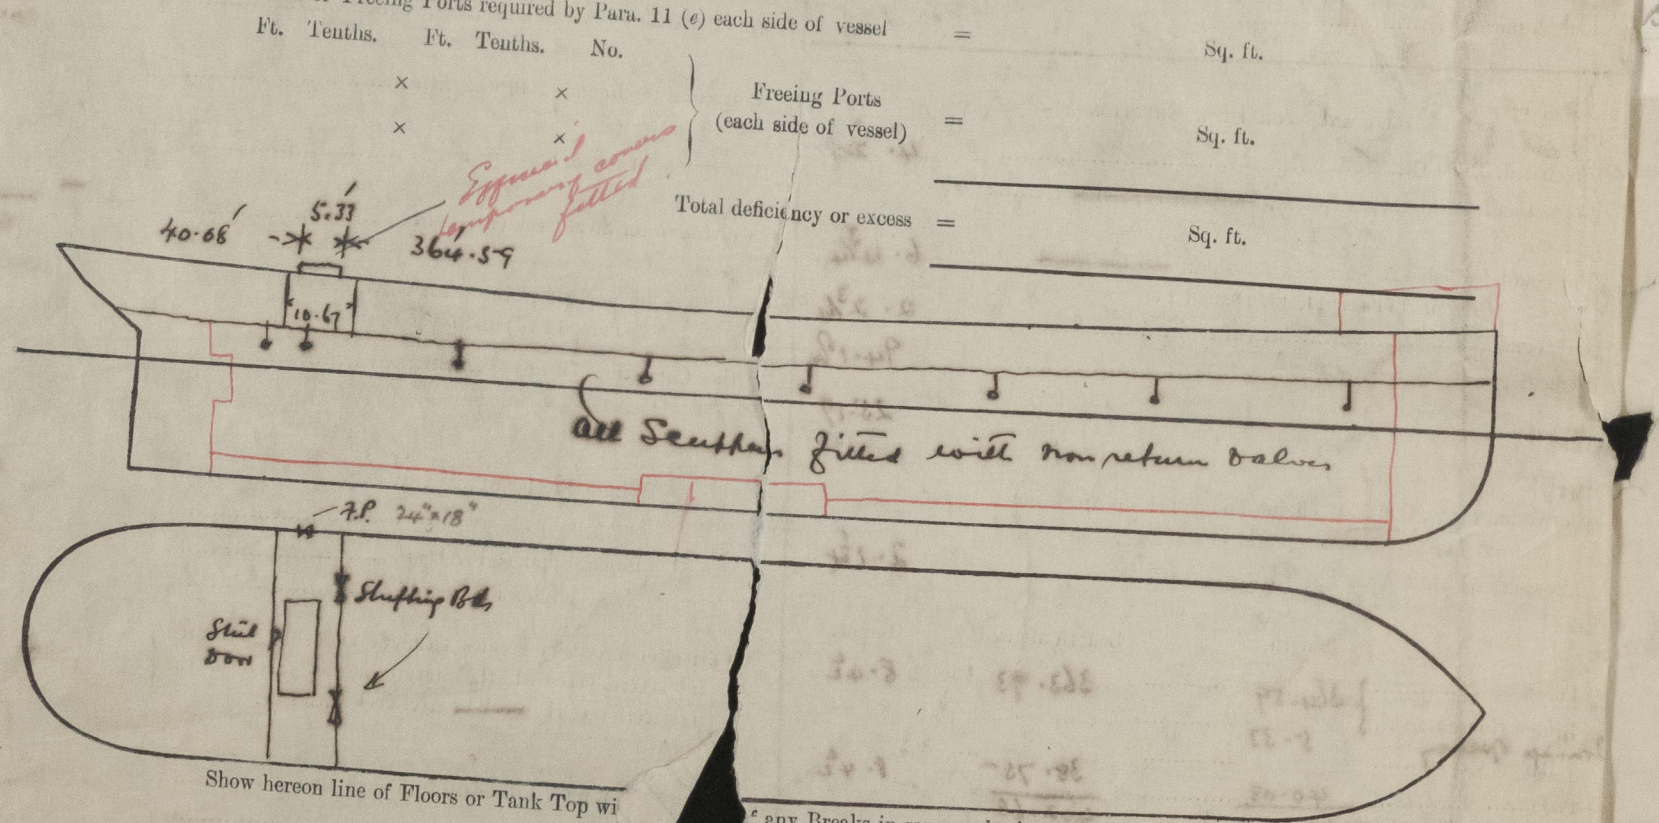 Freeing Ports required by Para. 11 (e) each side of vessel = Sq. ft.
Ft. Tenths. Ft. Tenths. No.
× × Freeing Ports
(each side of vessel) = Sq. ft.
× ×
temporary covers
fitted
Total deficiency or excess = Sq. ft.
5.33'
40.08' 364.59
10.67
All Scuppers fitted with non return valves
F.P. 24" x 18"
Shifting Bds
Steel
Door
Show hereon line of Floors or Tank Top wi
any Breaks in